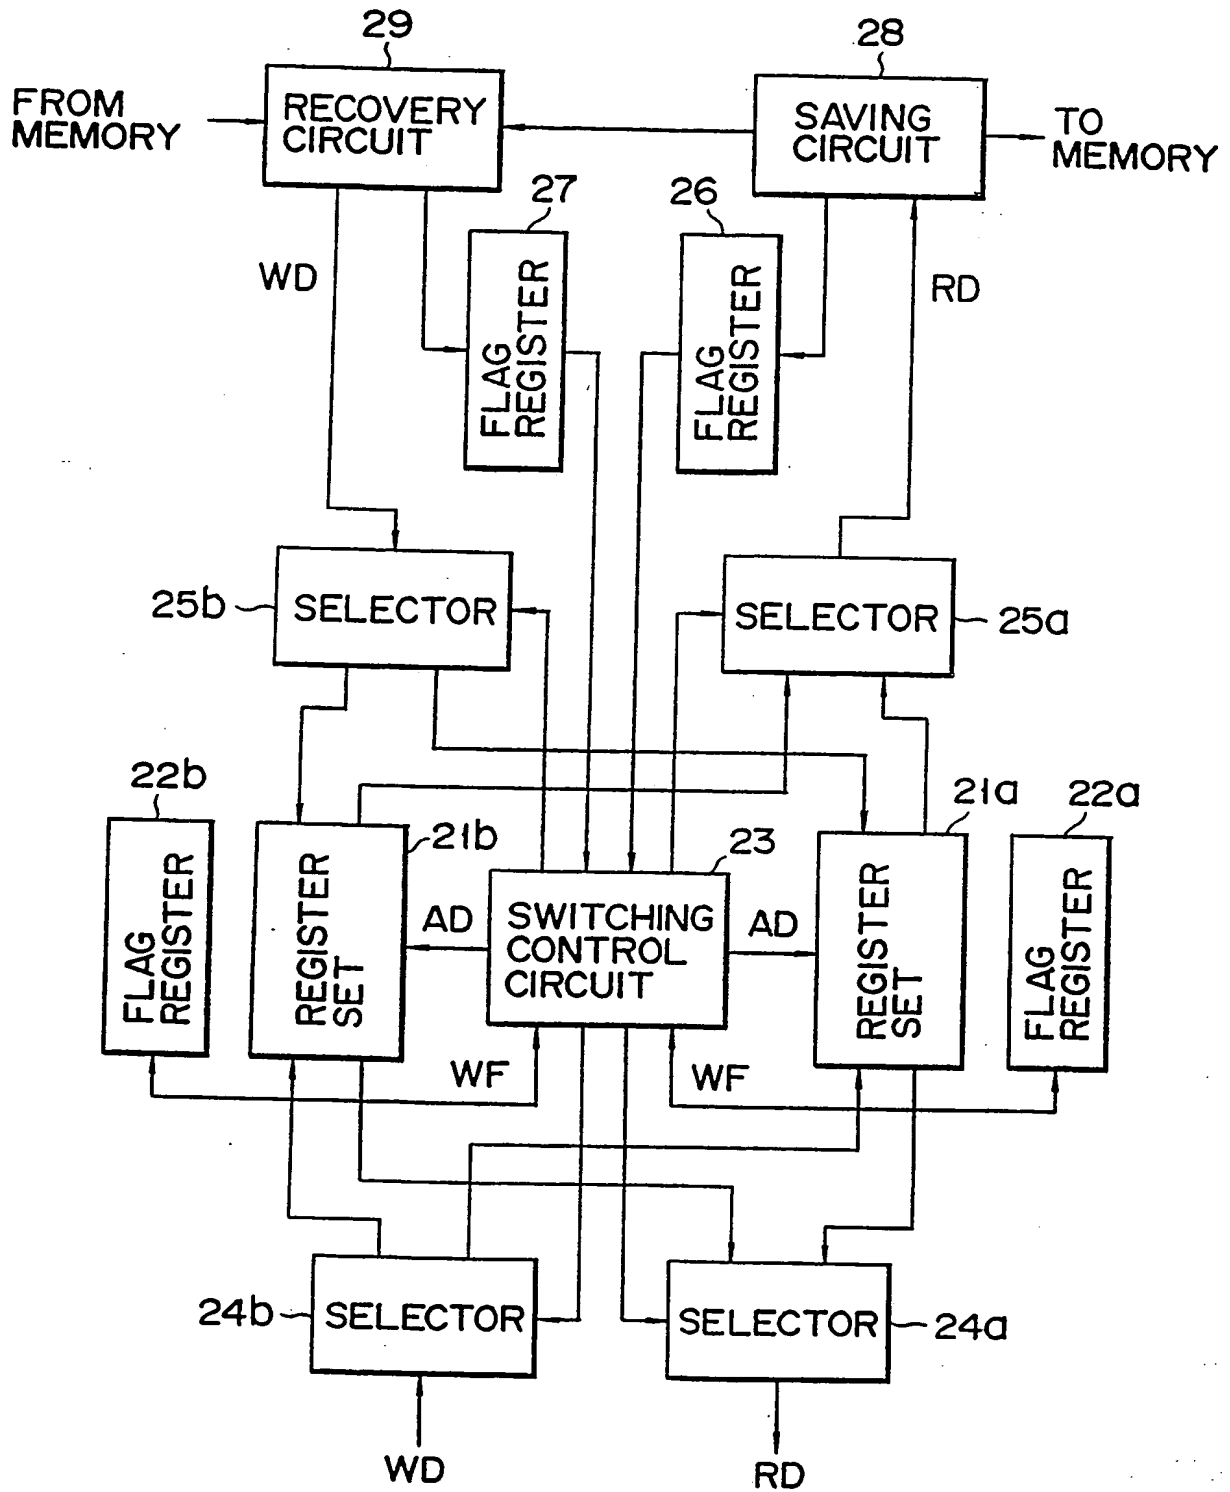 29
28
FROM
MEMORY
RECOVERY
CIRCUIT
SAVING
CIRCUIT
TO
MEMORY
27
26
WD
FLAG
REGISTER
FLAG
REGISTER
RD
25b
SELECTOR
SELECTOR
25a
22b
21b
23
21a
22a
FLAG
REGISTER
REGISTER
SET
AD
SWITCHING
CONTROL
CIRCUIT
AD
REGISTER
SET
FLAG
REGISTER
WF
WF
24b
SELECTOR
SELECTOR
24a
WD
RD